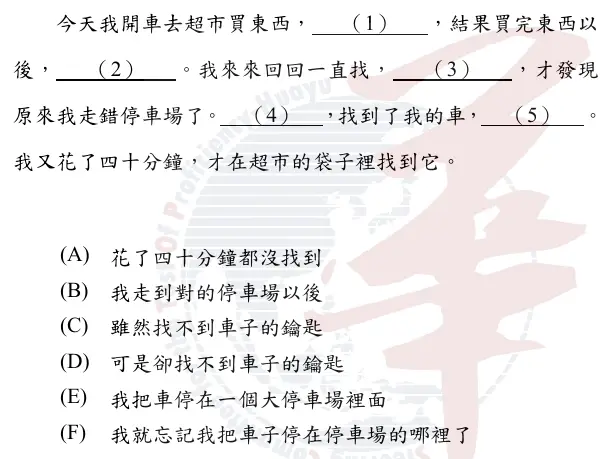 今天我開車去超市買東西，（1），結果買完東西以
後，（2）。我來來回回一直找，（3），才發現
原來我走錯停車場了。（4），找到了我的車，（5）。
我又花了四十分鐘，才在超市的袋子裡找到它。
(A) 花了四十分鐘都沒找到
(B) 我走到對的停車場以後
(C) 雖然找不到車子的鑰匙
(D) 可是卻找不到車子的鑰匙
(E) 我把車停在一個大停車場裡面
(F) 我就忘記我把車子停在停車場的哪裡了